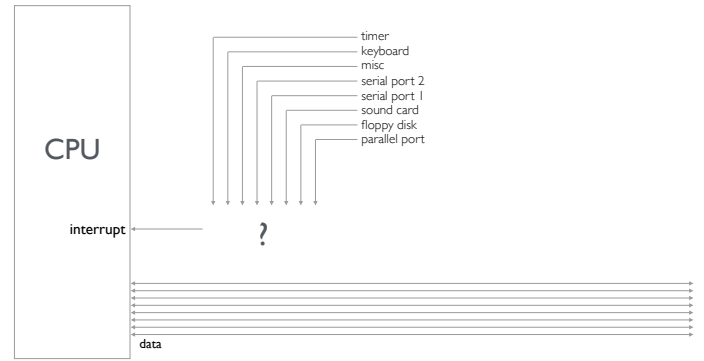 timer
keyboard
misc
serial port 2
serial port 1
sound card
floppy disk
parallel port
CPU
interrupt
?
data